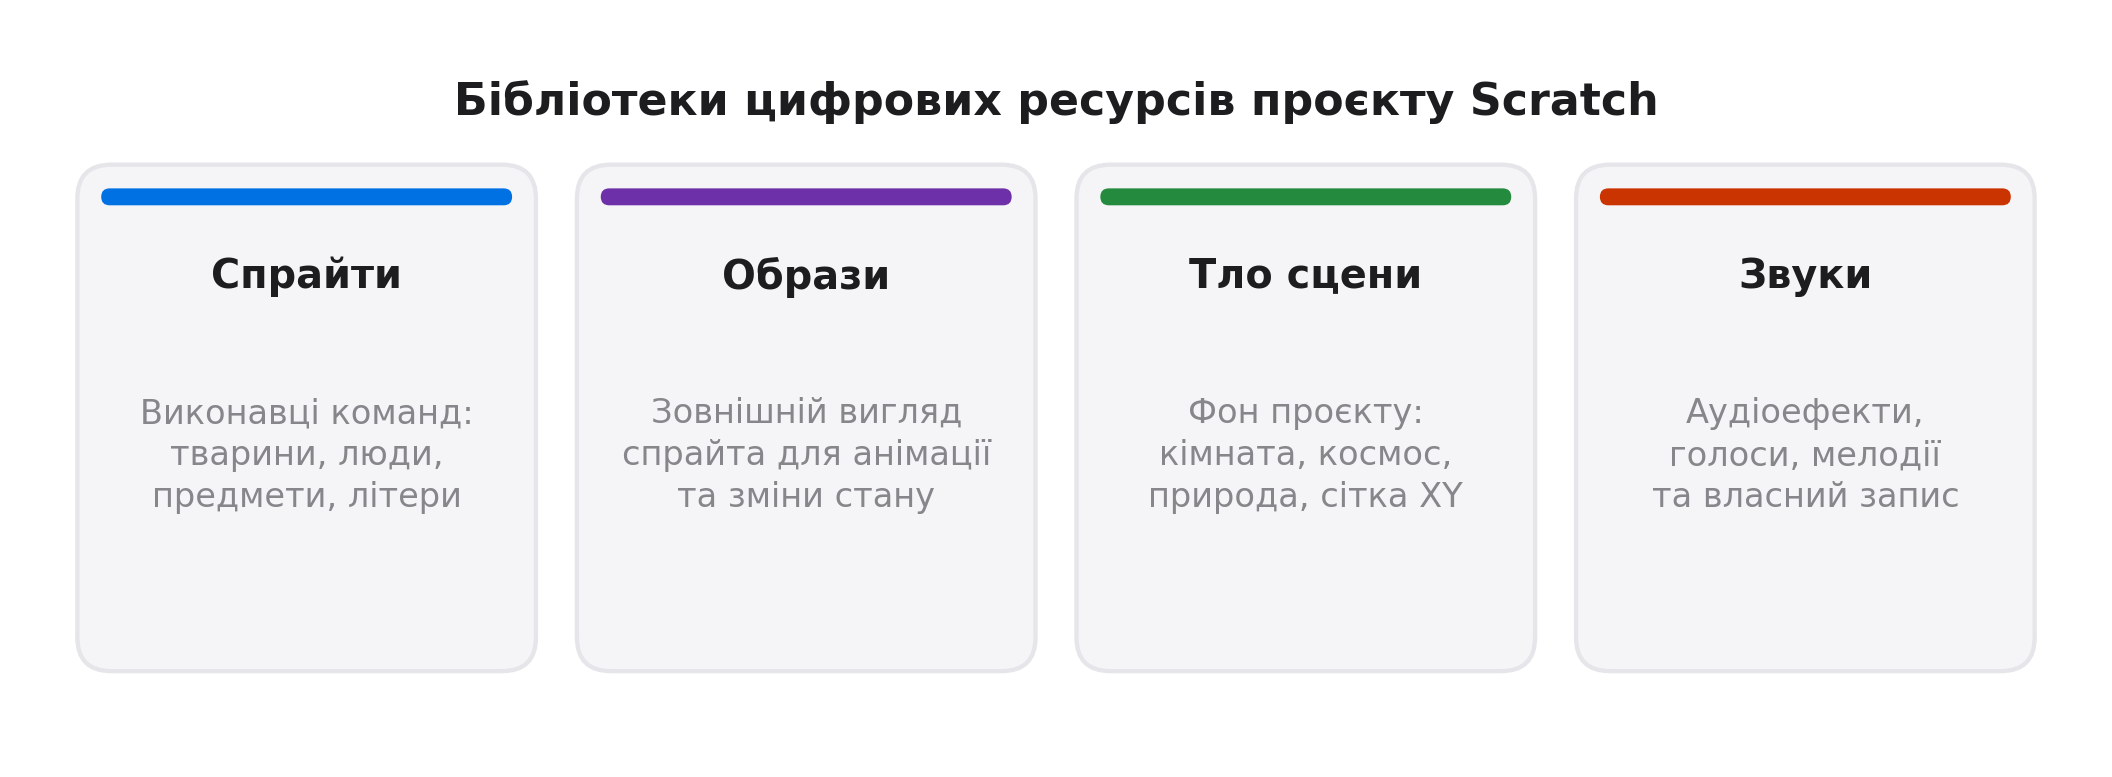 Бібліотеки цифрових ресурсів проєкту Scratch
Спрайти
Виконавці команд:
тварини, люди,
предмети, літери
Образи
Зовнішній вигляд
спрайта для анімації
та зміни стану
Тло сцени
Фон проєкту:
кімната, космос,
природа, сітка XY
Звуки
Аудіоефекти,
голоси, мелодії
та власний запис